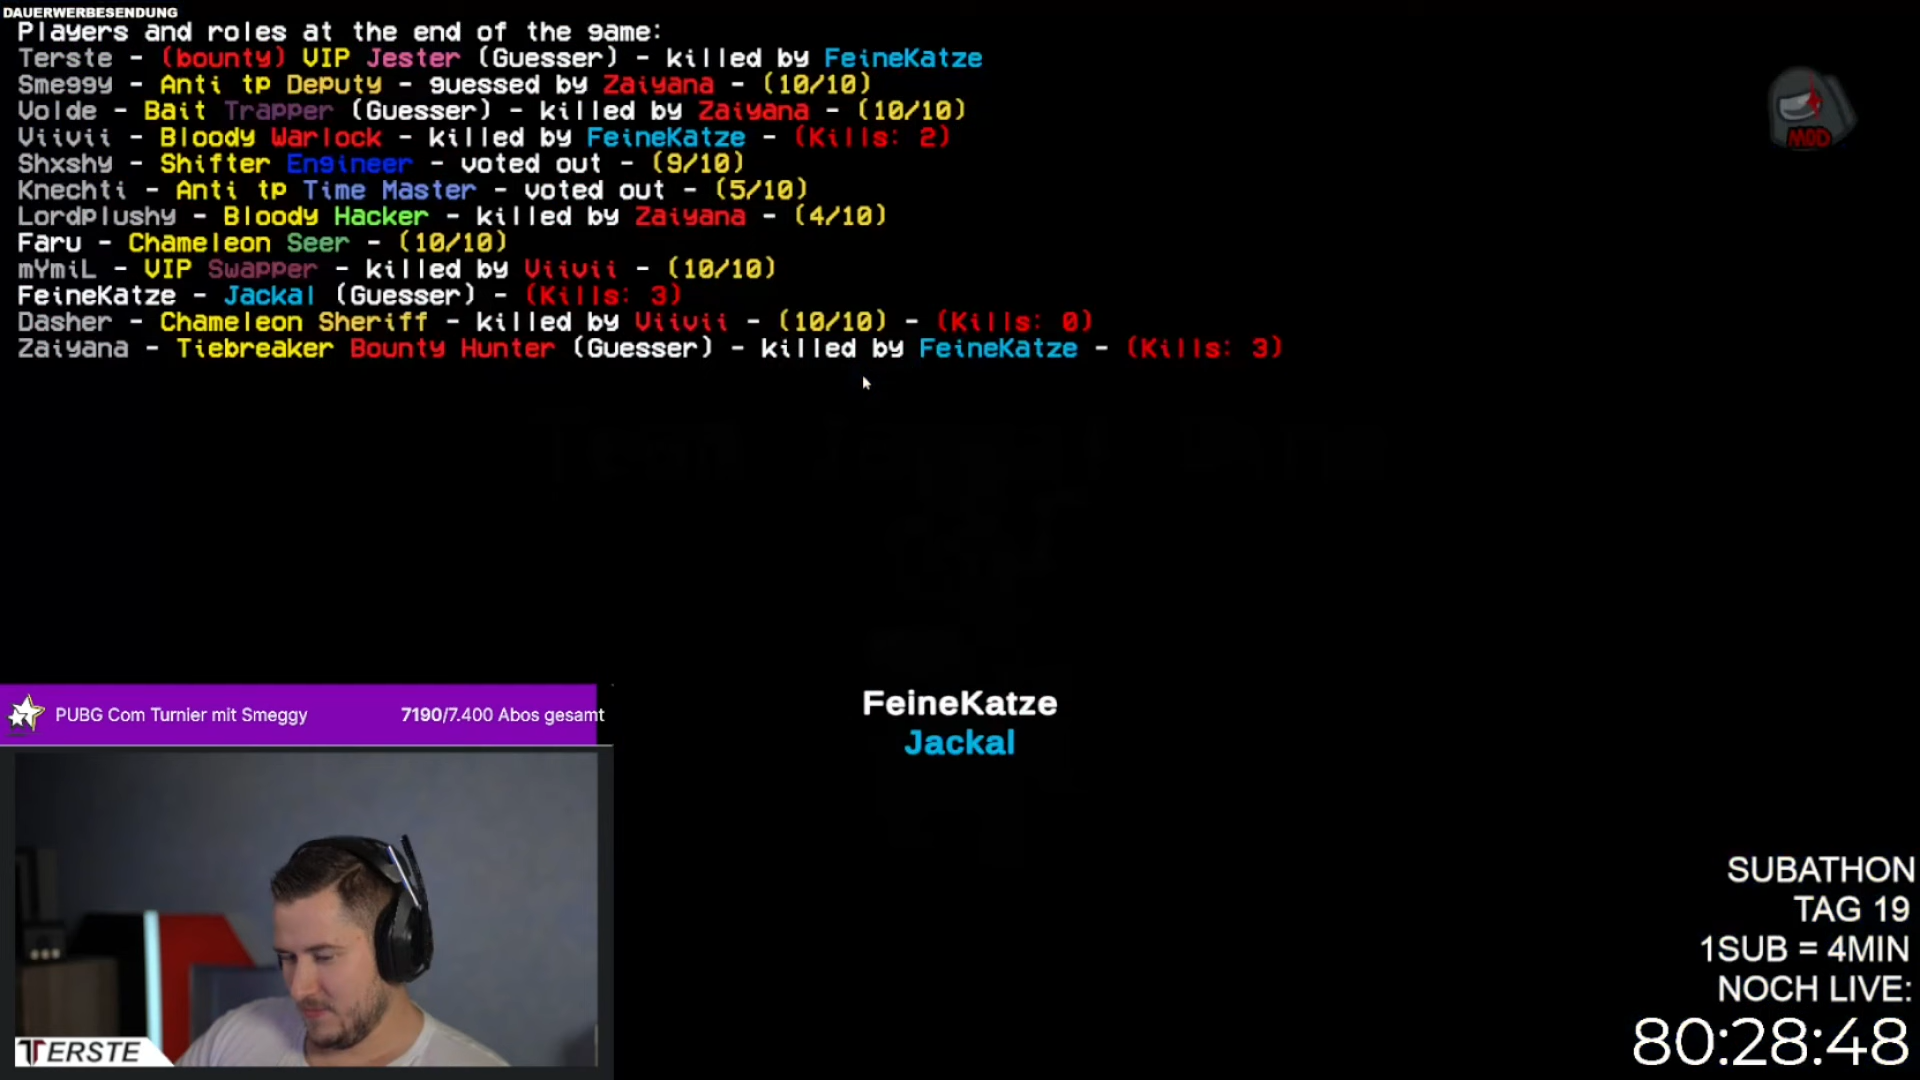 DAUERWERBESENDUNG
Players and roles at the end of the game:
Terste - (bounty) VIP Jester (Guesser) - killed by FeineKatze
Smeggy - Anti tp Deputy - guessed by Zaiyana - (10/10)
Volde - Bait Trapper (Guesser) - killed by Zaiyana - (10/10)
Viivii - Bloody Warlock - killed by FeineKatze - (Kills: 2)
Shxshy - Shifter Engineer - voted out - (9/10)
Knechti - Anti tp Time Master - voted out - (5/10)
Lordplushy - Bloody Hacker - killed by Zaiyana - (4/10)
Faru - Chameleon Seer - (10/10)
mYmiL - VIP Swapper - killed by Viivii - (10/10)
FeineKatze - Jackal (Guesser) - (Kills: 3)
Dasher - Chameleon Sheriff - killed by Viivii - (10/10) - (Kills: 0)
Zaiyana - Tiebreaker Bounty Hunter (Guesser) - killed by FeineKatze - (Kills: 3)
MOD
PUBG Com Turnier mit Smeggy 7190/7.400 Abos gesamt
FeineKatze
Jackal
SUBATHON
TAG 19
1SUB = 4MIN
NOCH LIVE:
80:28:48
TERSTE